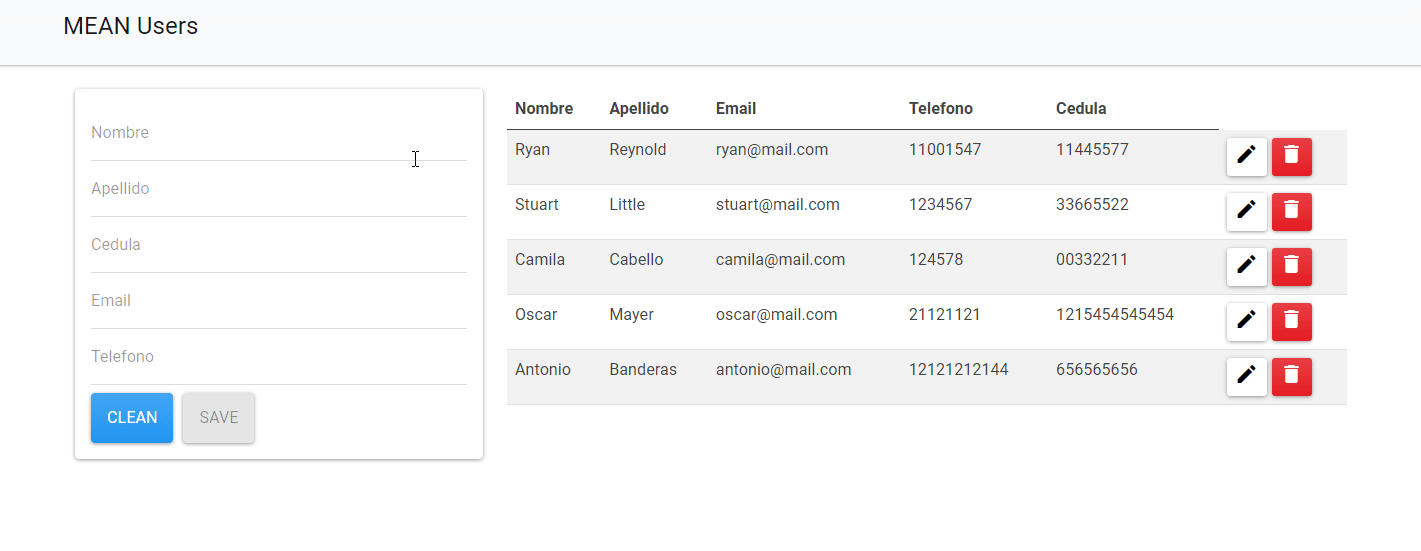 MEAN Users
Nombre
Apellido
Cedula
Email
Telefono
CLEAN SAVE
Nombre Apellido Email Telefono Cedula
Ryan Reynold ryan@mail.com 11001547 11445577
Stuart Little stuart@mail.com 1234567 33665522
Camila Cabello camila@mail.com 124578 00332211
Oscar Mayer oscar@mail.com 21121121 1215454545454
Antonio Banderas antonio@mail.com 12121212144 656565656